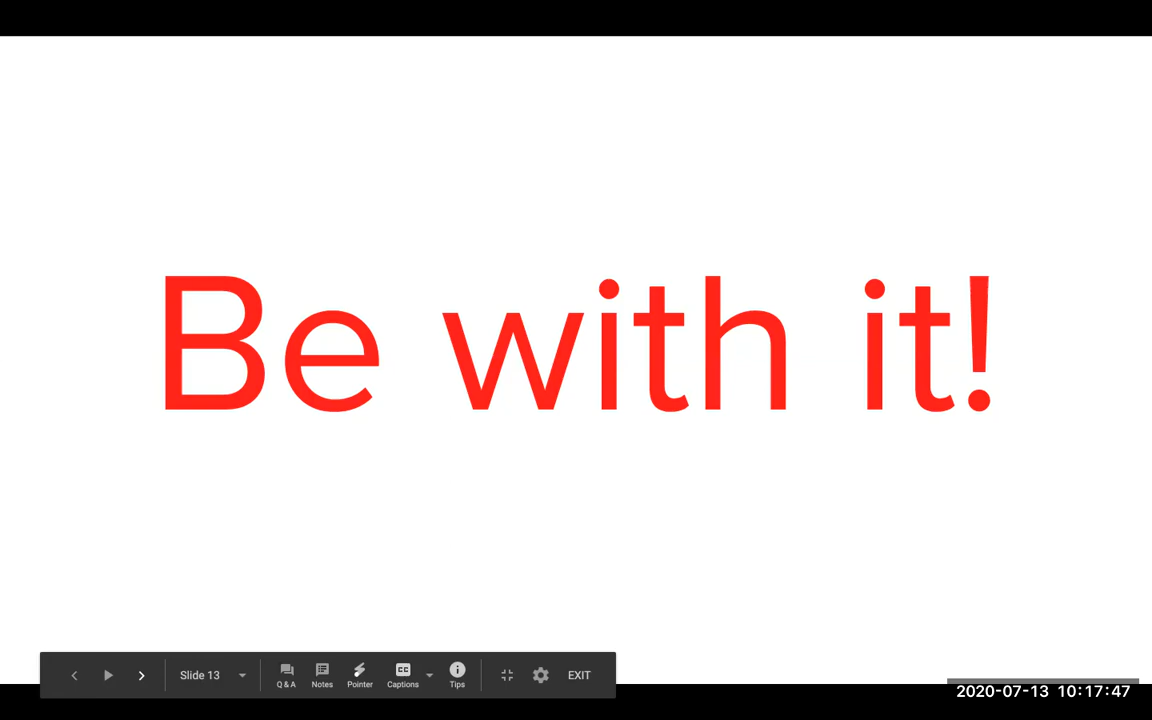 Be with it!
Slide 13
Q & A
Notes
Pointer
CC
Captions
Tips
EXIT
2020-07-13 10:17:47